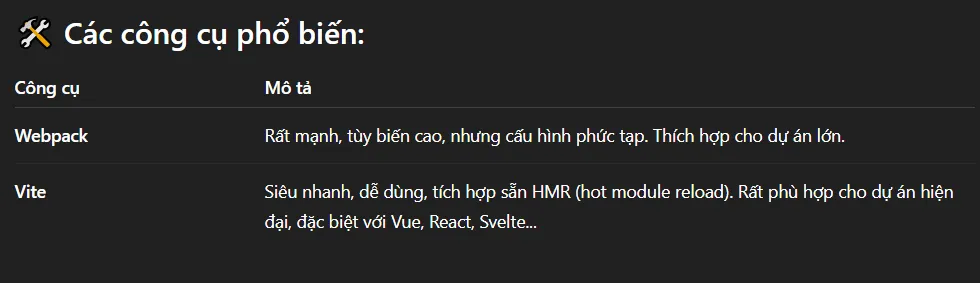 🛠️ Các công cụ phổ biến:
Công cụ Mô tả
Webpack Rất mạnh, tùy biến cao, nhưng cấu hình phức tạp. Thích hợp cho dự án lớn.
Vite Siêu nhanh, dễ dùng, tích hợp sẵn HMR (hot module reload). Rất phù hợp cho dự án hiện
đại, đặc biệt với Vue, React, Svelte...